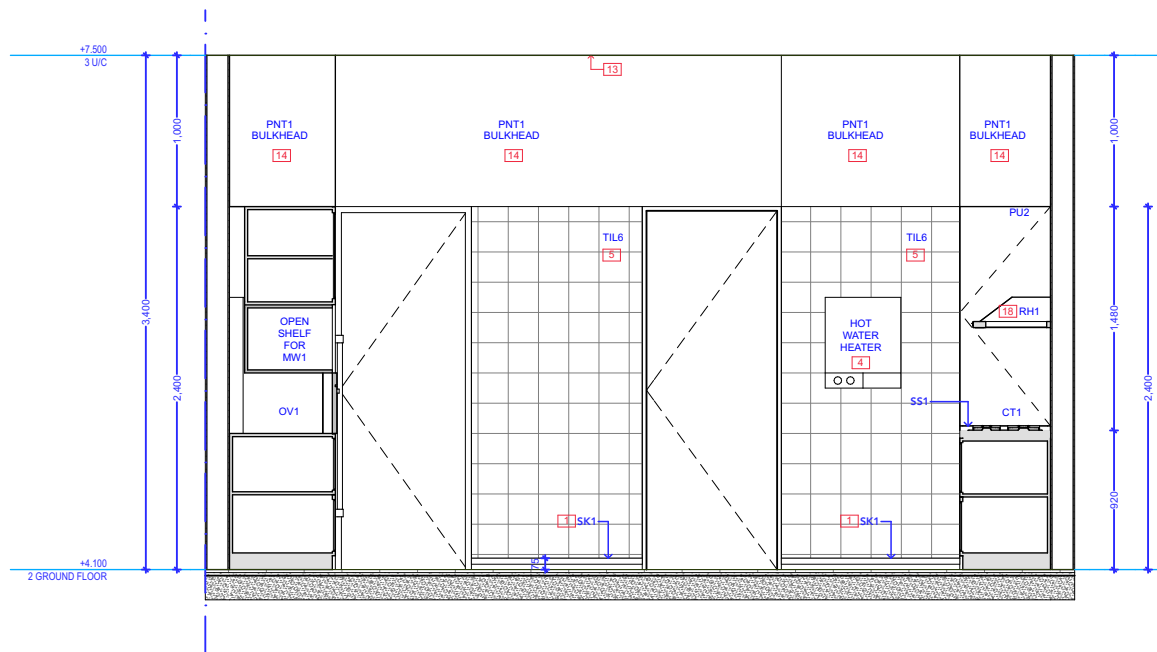 +7.500
3 U/C
13
PNT1
BULKHEAD
14
PNT1
BULKHEAD
14
PNT1
BULKHEAD
14
PNT1
BULKHEAD
14
1,000
1,000
3,400
2,400
1,480
2,400
920
PU2
TIL6
5
TIL6
5
18 RH1
OPEN
SHELF
FOR
MW1
HOT
WATER
HEATER
4
OV1
SS1
CT1
1 SK1
1 SK1
75
+4.100
2 GROUND FLOOR